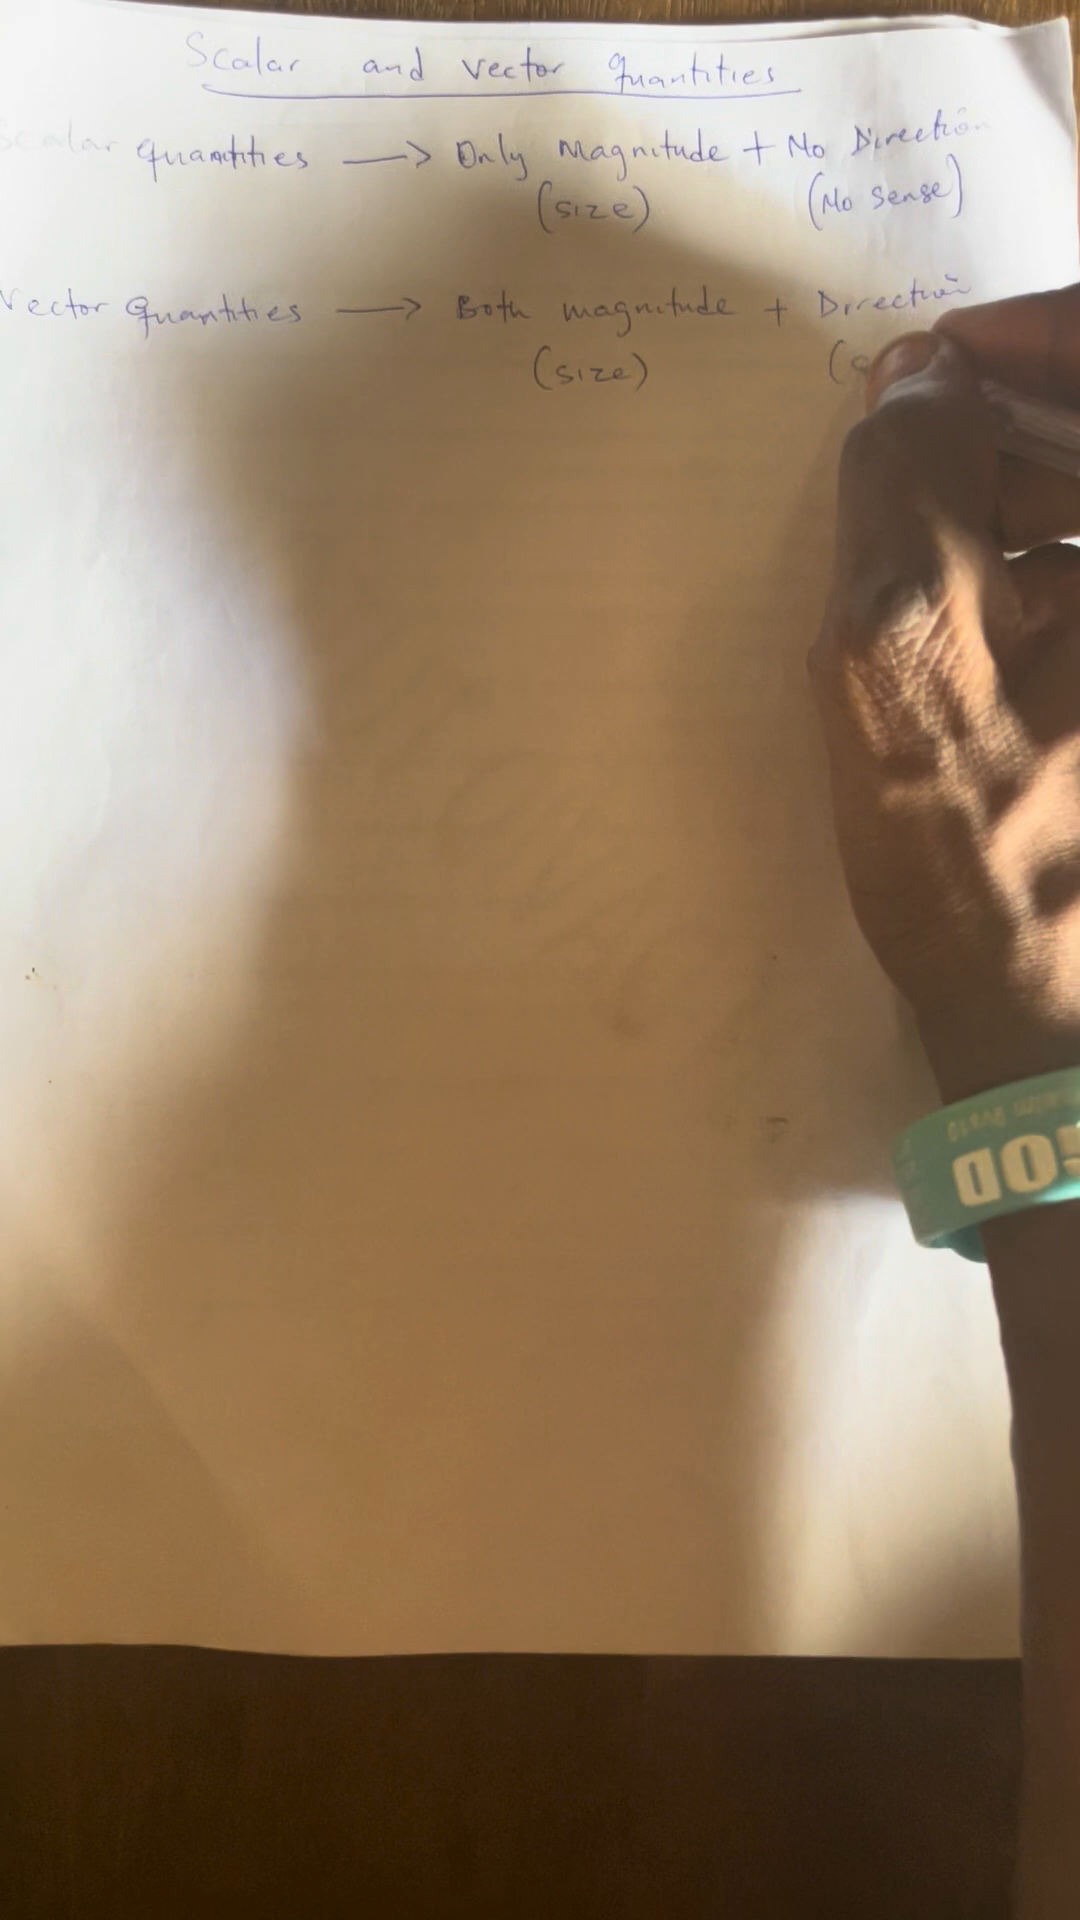 Scalar and vector Quantities
Scalar Quantities —> Only Magnitude + No Direction
(size) (No sense)
Vector Quantities —> Both magnitude + Direction
(size) (s
GOD